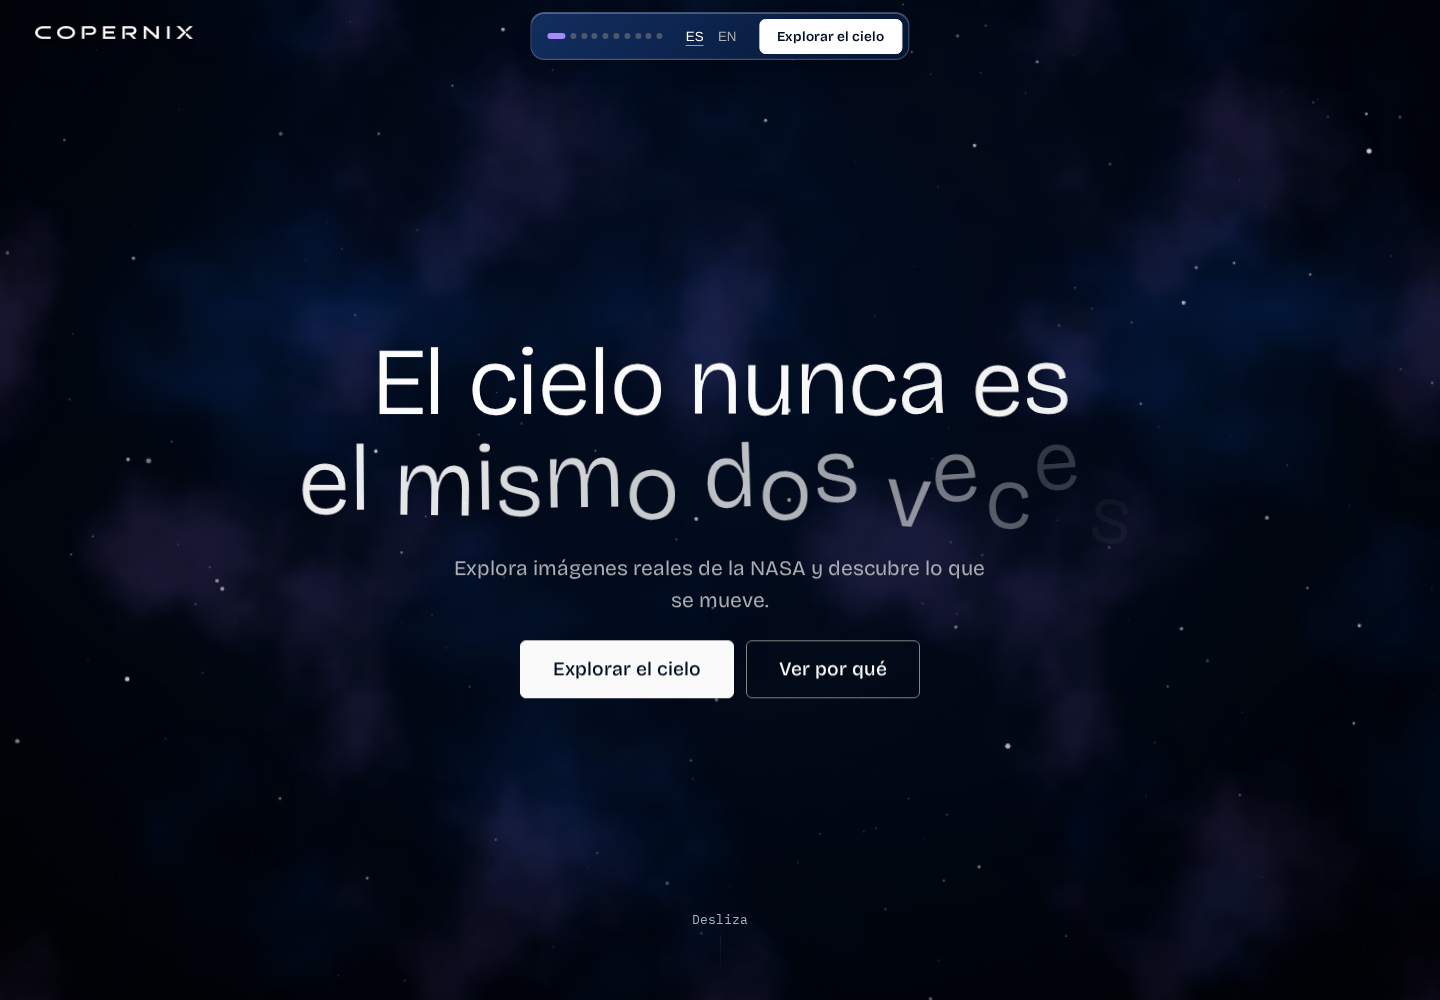 COPERNIX
ES EN Explorar el cielo
El cielo nunca es
el mismo dos veces
Explora imágenes reales de la NASA y descubre lo que
se mueve.
Explorar el cielo Ver por qué
Desliza